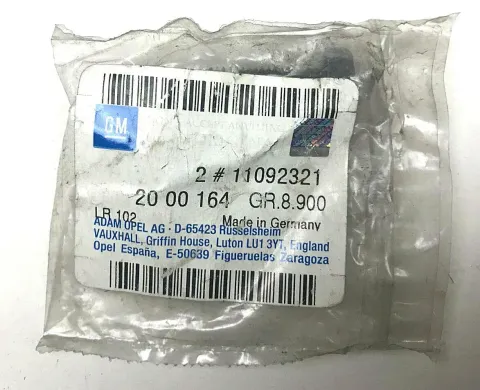 GM
2 # 11092321
20 00 164 GR.8.900
LR 102 Made in Germany
ADAM OPEL AG - D-65423 Rüsselsheim
VAUXHALL, Griffin House, Luton LU1 3YT, England
Opel España, E-50639 Figueruelas Zaragoza